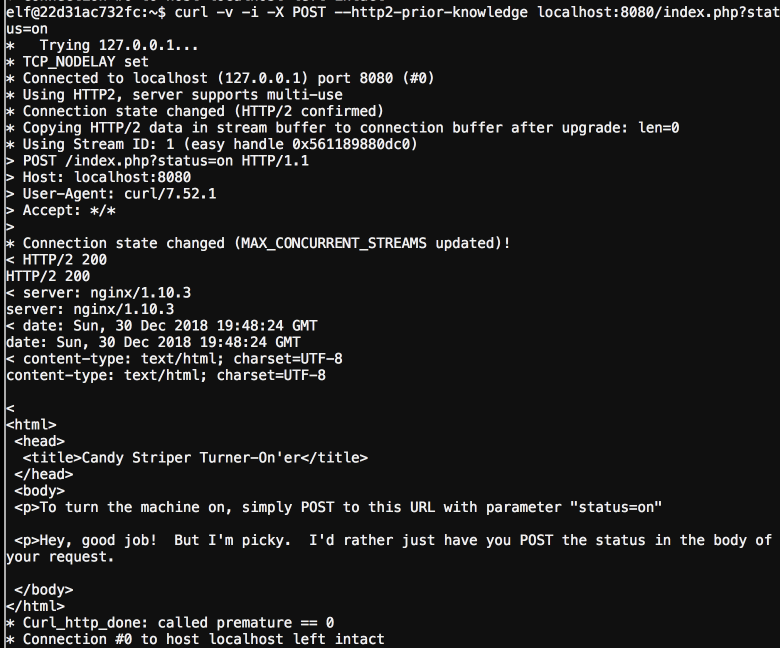 elf@22d31ac732fc:~$ curl -v -i -X POST --http2-prior-knowledge localhost:8080/index.php?stat
us=on
*   Trying 127.0.0.1...
* TCP_NODELAY set
* Connected to localhost (127.0.0.1) port 8080 (#0)
* Using HTTP2, server supports multi-use
* Connection state changed (HTTP/2 confirmed)
* Copying HTTP/2 data in stream buffer to connection buffer after upgrade: len=0
* Using Stream ID: 1 (easy handle 0x561189880dc0)
> POST /index.php?status=on HTTP/1.1
> Host: localhost:8080
> User-Agent: curl/7.52.1
> Accept: */*
>
* Connection state changed (MAX_CONCURRENT_STREAMS updated)!
< HTTP/2 200
HTTP/2 200
< server: nginx/1.10.3
server: nginx/1.10.3
< date: Sun, 30 Dec 2018 19:48:24 GMT
date: Sun, 30 Dec 2018 19:48:24 GMT
< content-type: text/html; charset=UTF-8
content-type: text/html; charset=UTF-8

<
<html>
 <head>
  <title>Candy Striper Turner-On'er</title>
 </head>
 <body>
 <p>To turn the machine on, simply POST to this URL with parameter "status=on"

 <p>Hey, good job!  But I'm picky.  I'd rather just have you POST the status in the body of
your request.

 </body>
</html>
* Curl_http_done: called premature == 0
* Connection #0 to host localhost left intact